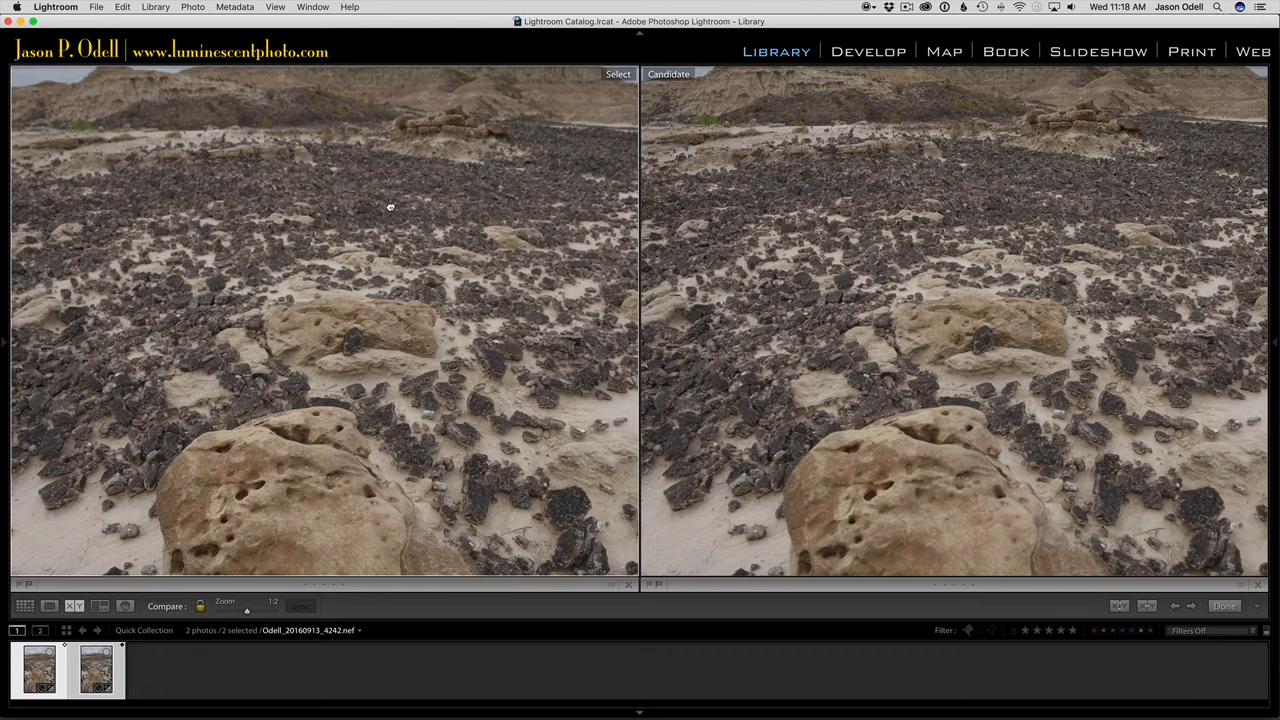 Lightroom File Edit Library Photo Metadata View Window Help Wed 11:18 AM Jason Odell
Lightroom Catalog.lrcat - Adobe Photoshop Lightroom - Library
Jason P. Odell | www.luminescentphoto.com
LIBRARY | DEVELOP | MAP | BOOK | SLIDESHOW | PRINT | WEB
Select Candidate
Compare : Zoom 1:2 Sync Done
1 2 Quick Collection 2 photos / 2 selected / Odell_20160913_4242.nef Filter : Filters Off